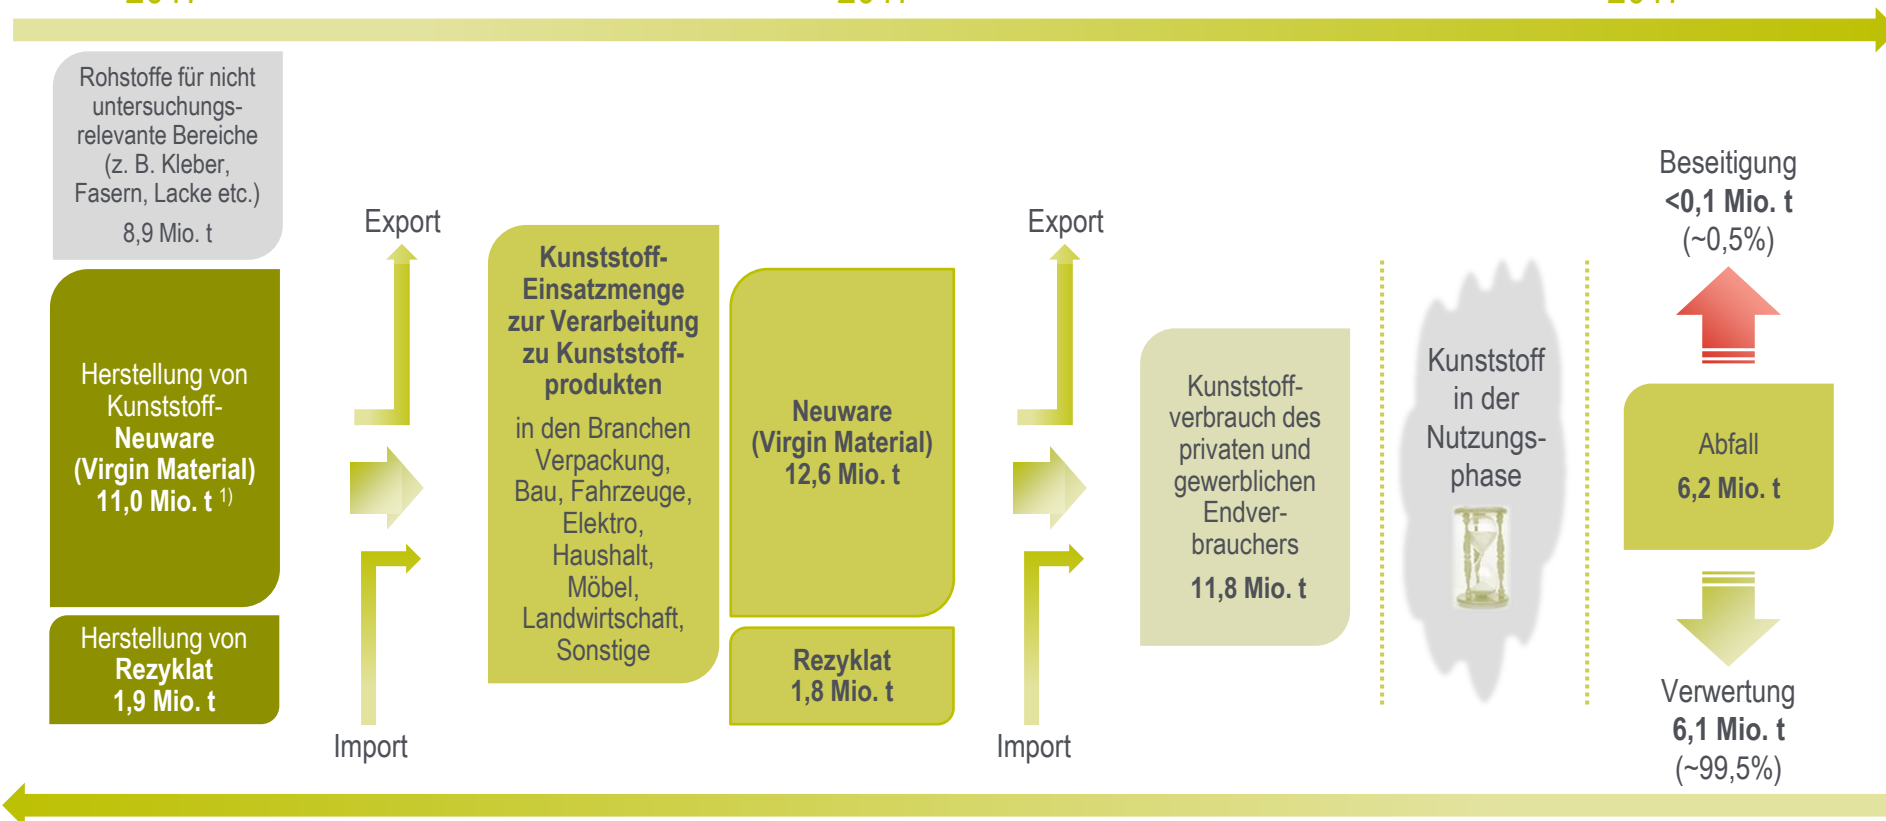 Rohstoffe für nicht
untersuchungs-
relevante Bereiche
(z. B. Kleber,
Fasern, Lacke etc.)
8,9 Mio. t
Herstellung von
Kunststoff-
Neuware
(Virgin Material)
11,0 Mio. t 1)
Herstellung von
Rezyklat
1,9 Mio. t
Export
Import
Kunststoff-
Einsatzmenge
zur Verarbeitung
zu Kunststoff-
produkten
in den Branchen
Verpackung,
Bau, Fahrzeuge,
Elektro,
Haushalt,
Möbel,
Landwirtschaft,
Sonstige
Neuware
(Virgin Material)
12,6 Mio. t
Rezyklat
1,8 Mio. t
Export
Import
Kunststoff-
verbrauch des
privaten und
gewerblichen
Endver-
brauchers
11,8 Mio. t
Kunststoff
in der
Nutzungs-
phase
Beseitigung
<0,1 Mio. t
(~0,5%)
Abfall
6,2 Mio. t
Verwertung
6,1 Mio. t
(~99,5%)